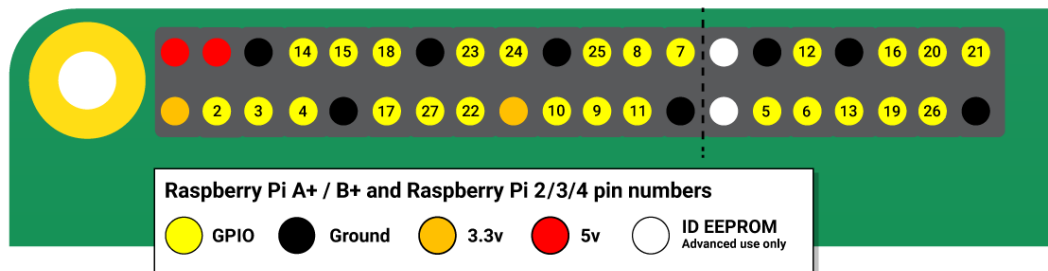 14 15 18 23 24 25 8 7 12 16 20 21
2 3 4 17 27 22 10 9 11 5 6 13 19 26
Raspberry Pi A+ / B+ and Raspberry Pi 2/3/4 pin numbers
GPIO Ground 3.3v 5v ID EEPROM
Advanced use only